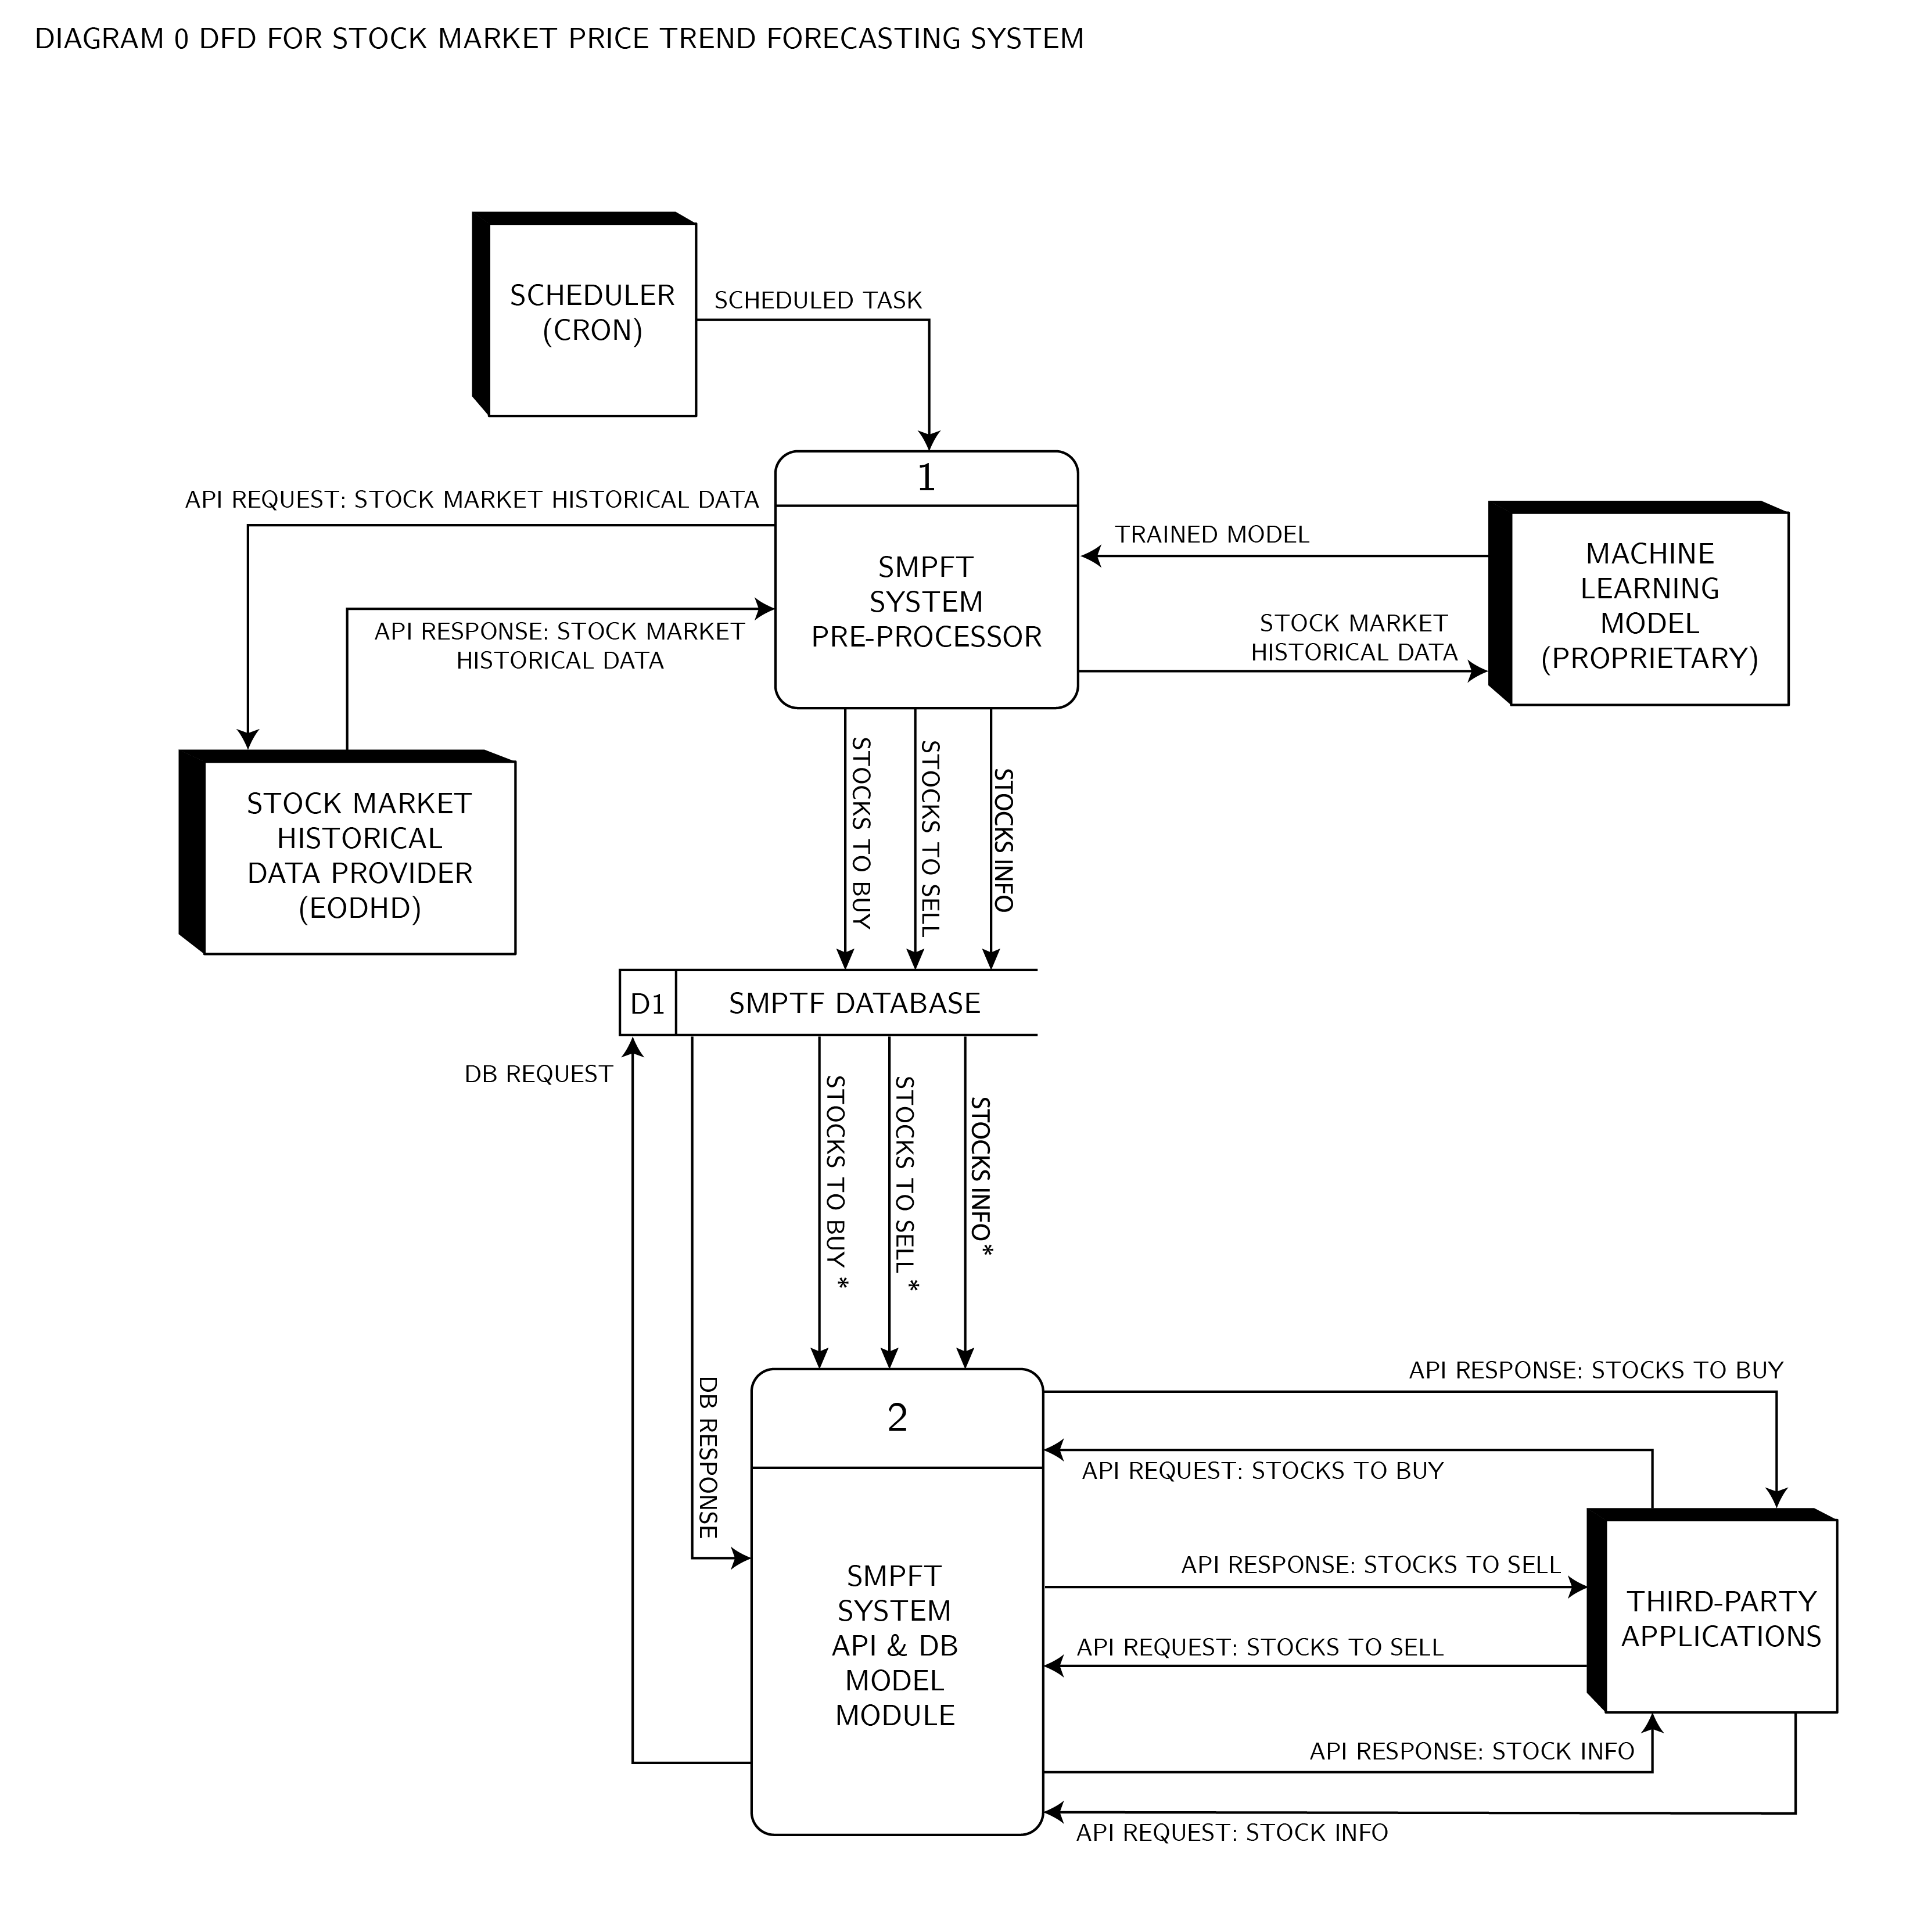 DIAGRAM 0 DFD FOR STOCK MARKET PRICE TREND FORECASTING SYSTEM
SCHEDULER
(CRON)
SCHEDULED TASK
1
SMPFT
SYSTEM
PRE-PROCESSOR
API REQUEST: STOCK MARKET HISTORICAL DATA
API RESPONSE: STOCK MARKET
HISTORICAL DATA
TRAINED MODEL
STOCK MARKET
HISTORICAL DATA
MACHINE
LEARNING
MODEL
(PROPRIETARY)
STOCK MARKET
HISTORICAL
DATA PROVIDER
(EODHD)
STOCKS TO BUY
STOCKS TO SELL
STOCKS INFO
D1
SMPTF DATABASE
DB REQUEST
DB RESPONSE
STOCKS TO BUY *
STOCKS TO SELL *
STOCKS INFO*
2
SMPFT
SYSTEM
API & DB
MODEL
MODULE
API RESPONSE: STOCKS TO BUY
API REQUEST: STOCKS TO BUY
API RESPONSE: STOCKS TO SELL
API REQUEST: STOCKS TO SELL
API RESPONSE: STOCK INFO
API REQUEST: STOCK INFO
THIRD-PARTY
APPLICATIONS